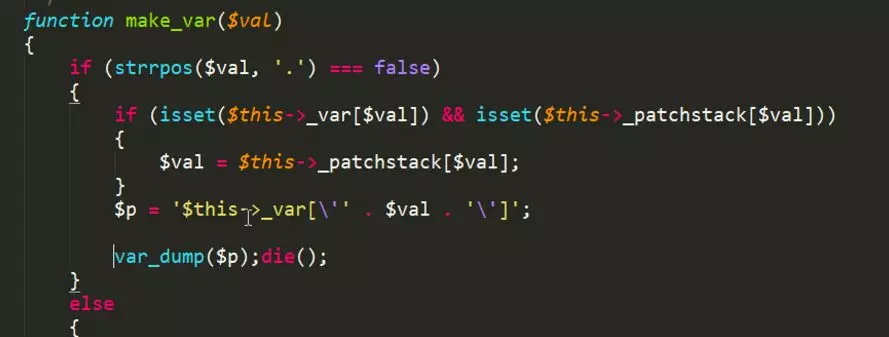 function make_var($val)
{
if (strrpos($val, '.') === false)
{
if (isset($this->_var[$val]) && isset($this->_patchstack[$val]))
{
$val = $this->_patchstack[$val];
}
$p = '$this->_var[\'' . $val . '\']';
var_dump($p);die();
}
else
{